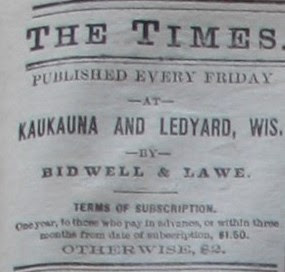 THE TIMES.
PUBLISHED EVERY FRIDAY
—AT—
KAUKAUNA AND LEDYARD, WIS.
—BY—
BIDWELL & LAWE.
TERMS OF SUBSCRIPTION.
One year, to those who pay in advance, or within three
months from date of subscription, $1.50.
OTHERWISE, $2.